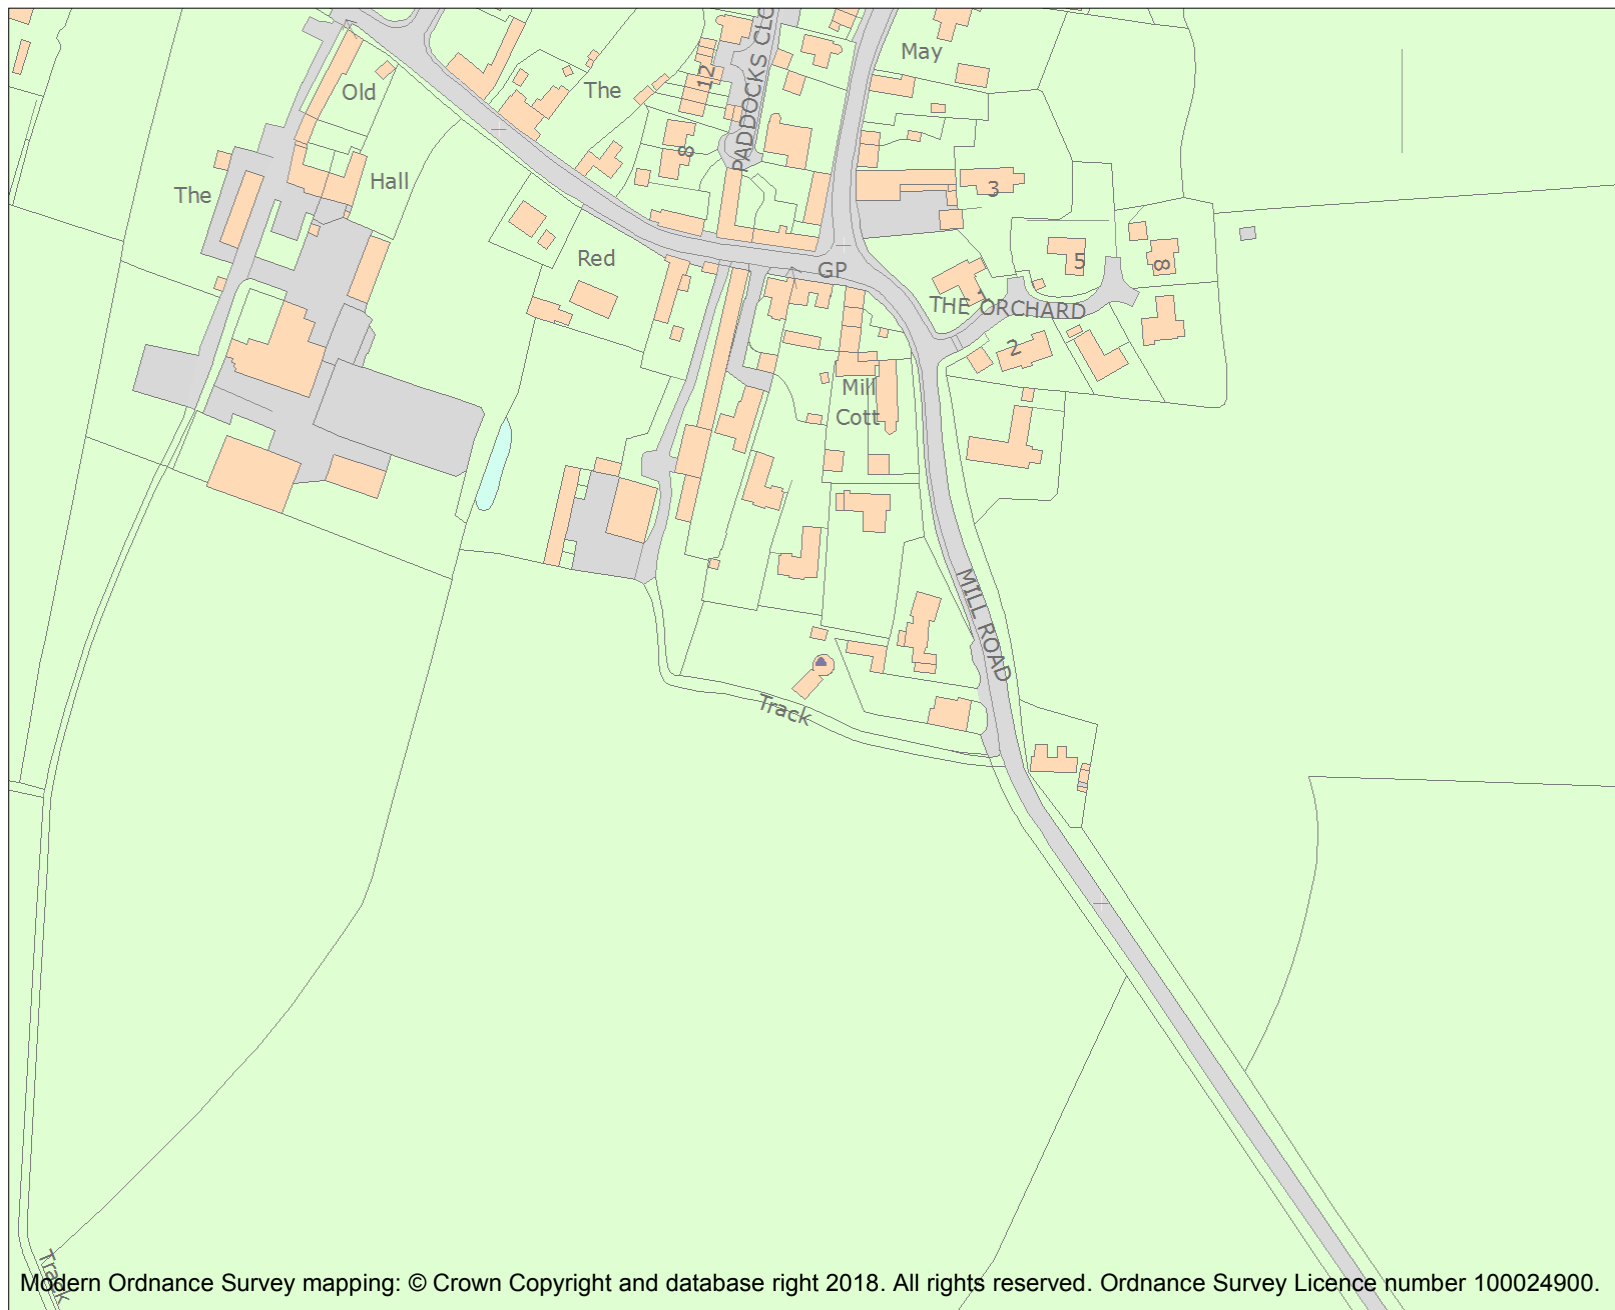 May
The
12
PADDOCKS CLO
Old
8
Hall
The
3
Red
GP
5
8
1
THE ORCHARD
2
Mill
Cott
MILL ROAD
Track
Track
Modern Ordnance Survey mapping: © Crown Copyright and database right 2018. All rights reserved. Ordnance Survey Licence number 100024900.